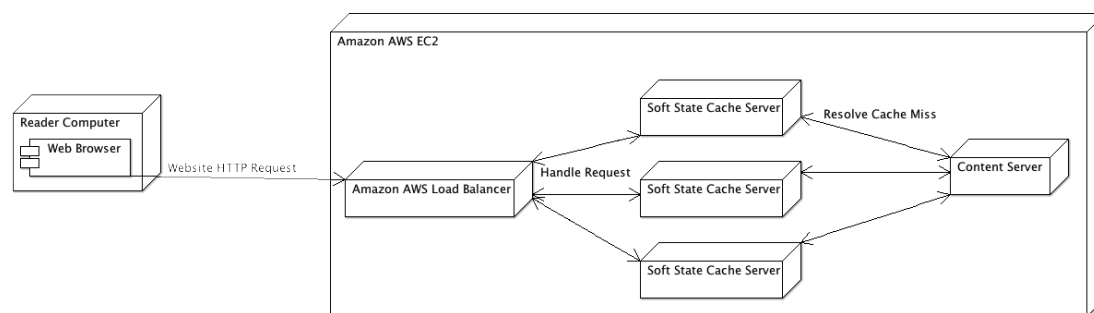 Amazon AWS EC2
Reader Computer
Web Browser
Website HTTP Request
Amazon AWS Load Balancer
Handle Request
Soft State Cache Server
Soft State Cache Server
Soft State Cache Server
Resolve Cache Miss
Content Server